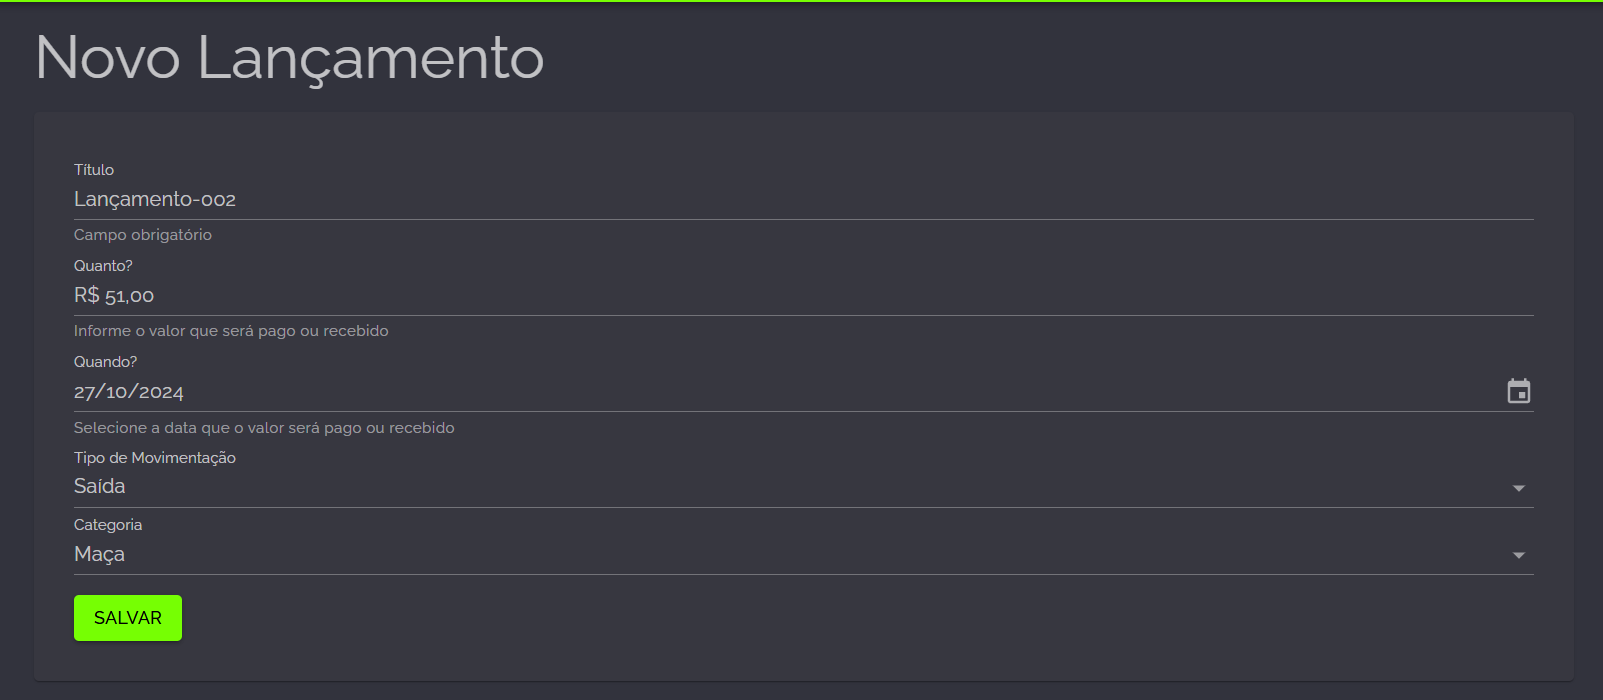 Novo Lançamento
Título
Lançamento-002
Campo obrigatório
Quanto?
R$ 51,00
Informe o valor que será pago ou recebido
Quando?
27/10/2024
Selecione a data que o valor será pago ou recebido
Tipo de Movimentação
Saída
Categoria
Maça
SALVAR